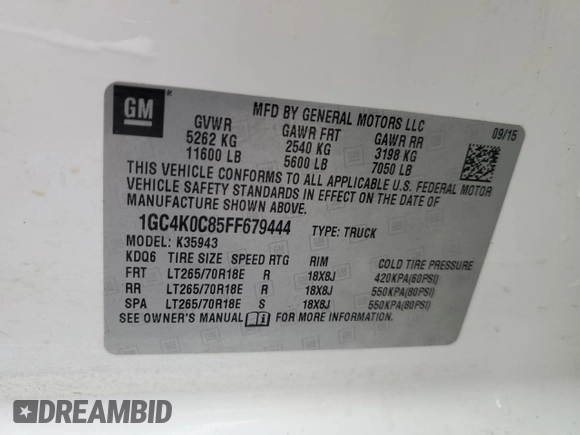 GM ®
MFD BY GENERAL MOTORS LLC 09/15
GVWR GAWR FRT GAWR RR
5262 KG 2540 KG 3198 KG
11600 LB 5600 LB 7050 LB
THIS VEHICLE CONFORMS TO ALL APPLICABLE U.S. FEDERAL MOTOR
VEHICLE SAFETY STANDARDS IN EFFECT ON THE DATE OF
MANUFACTURE SHOWN ABOVE.
1GC4K0C85FF679444 TYPE: TRUCK
MODEL: K35943
KDQ6 TIRE SIZE SPEED RTG RIM COLD TIRE PRESSURE
FRT LT265/70R18E R 18X8J 420KPA(60PSI)
RR LT265/70R18E R 18X8J 550KPA(80PSI)
SPA LT265/70R18E S 18X8J 550KPA(80PSI)
SEE OWNER'S MANUAL FOR MORE INFORMATION.
DREAMBID